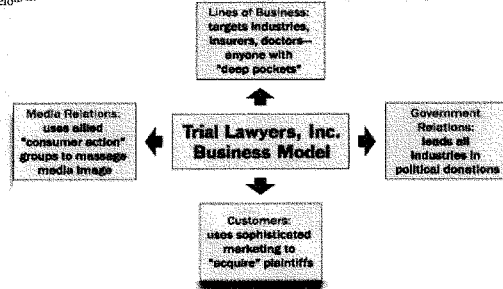 Lines of Business:
targets industries,
insurers, doctors—
anyone with
"deep pockets"
Media Relations:
uses allied
"consumer action"
groups to massage
media image
Trial Lawyers, Inc.
Business Model
Government
Relations:
leads all
industries in
political donations
Customers:
uses sophisticated
marketing to
"acquire" plaintiffs